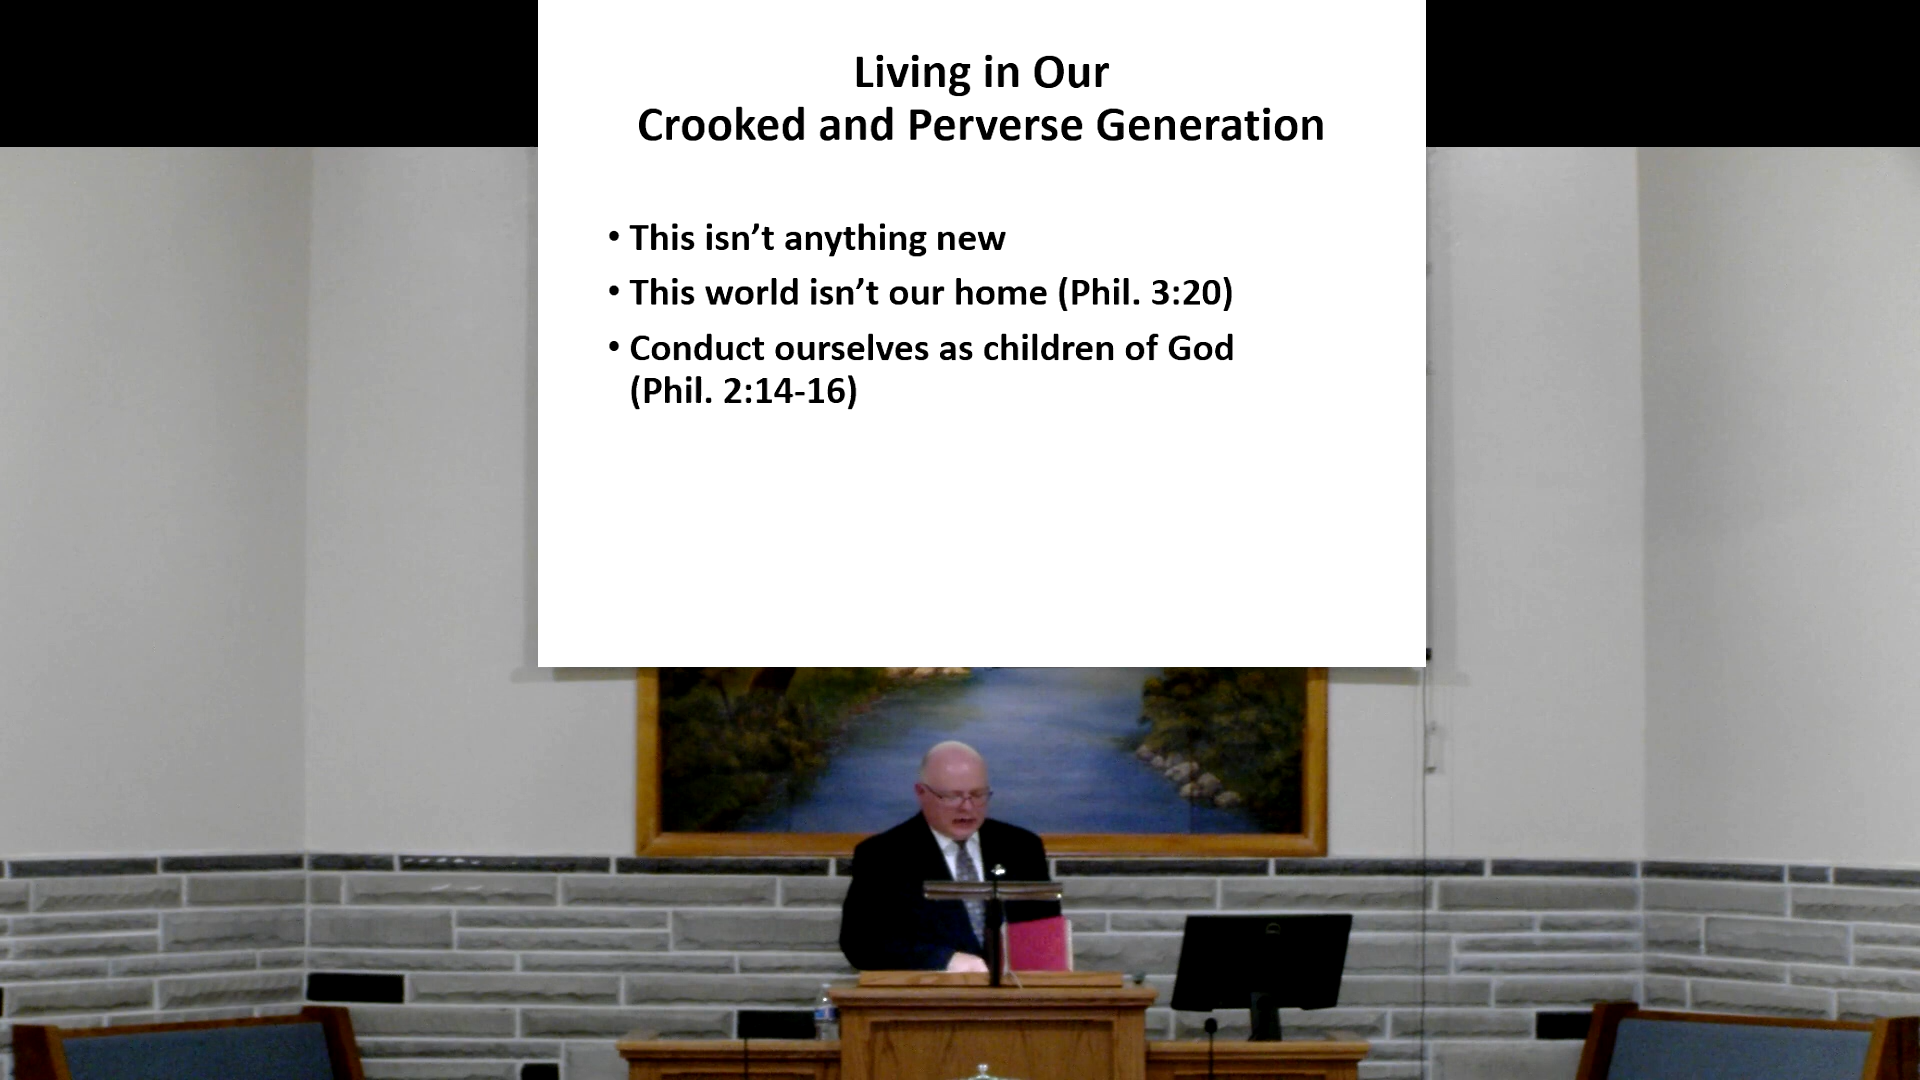 Living in Our
Crooked and Perverse Generation
• This isn’t anything new
• This world isn’t our home (Phil. 3:20)
• Conduct ourselves as children of God
(Phil. 2:14-16)